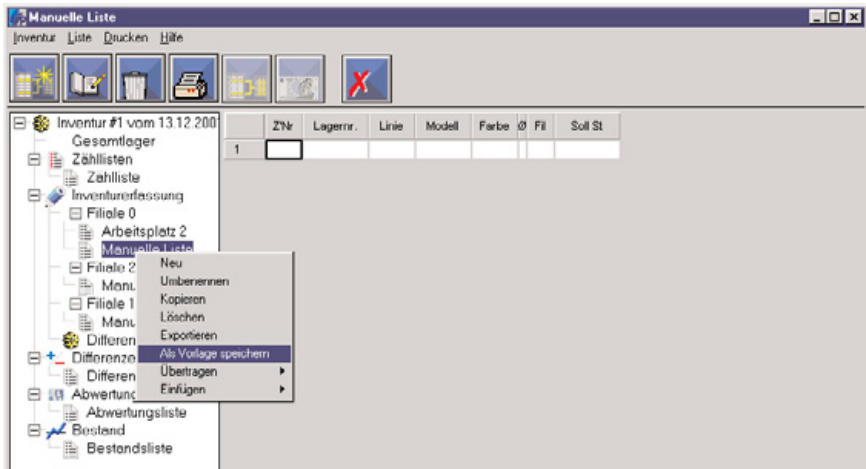 Manuelle Liste
Inventur Liste Drucken Hilfe
Inventur #1 vom 13.12.200
Z'Nr Lagernr. Linie Modell Farbe Ø Fil Soll St
1
Gesamtlager
Zähllisten
Zählliste
Inventurerfassung
Filiale 0
Arbeitsplatz 2
Manuelle Liste
Filiale 2
Manu
Filiale 1
Manu
Differen
Differenze
Differen
Abwertung
Abwertungsliste
Bestand
Bestandsliste
Neu
Umbenennen
Kopieren
Löschen
Exportieren
Als Vorlage speichern
Übertragen
Einfügen